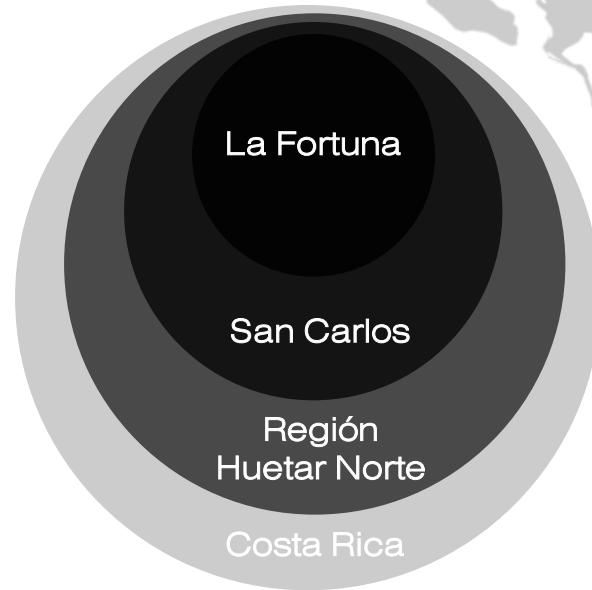 La Fortuna
San Carlos
Región
Huetar Norte
Costa Rica